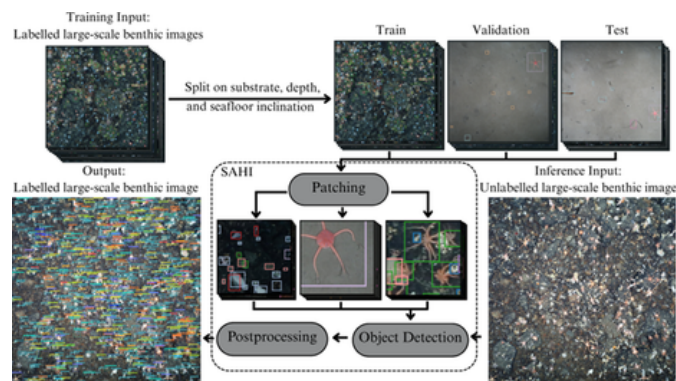 Training Input:
Labelled large-scale benthic images
Split on substrate, depth,
and seafloor inclination
Train
Validation
Test
Output:
Labelled large-scale benthic image
SAHI
Patching
Inference Input:
Unlabelled large-scale benthic image
Postprocessing
Object Detection